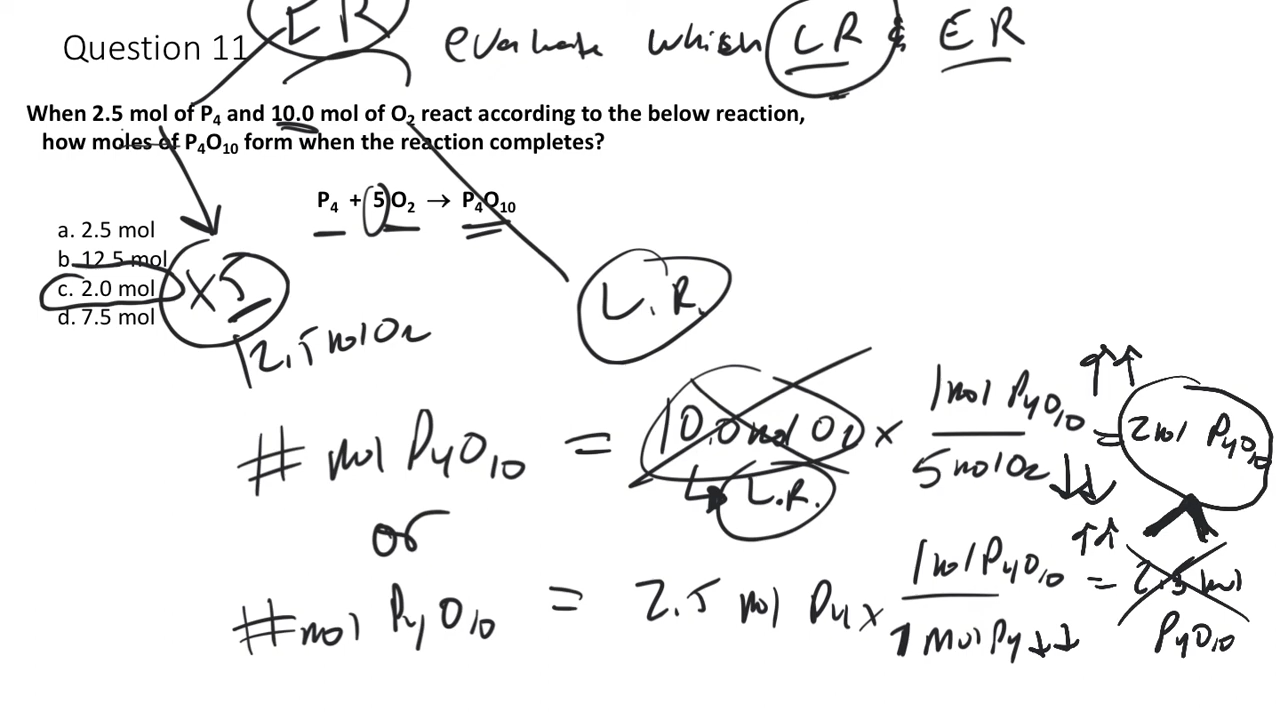 ER
Question 11
evaluate which LR & ER
When 2.5 mol of P₄ and 10.0 mol of O₂ react according to the below reaction,
how moles of P₄O₁₀ form when the reaction completes?
P₄ + 5O₂ → P₄O₁₀
a. 2.5 mol
b. 12.5 mol
c. 2.0 mol
d. 7.5 mol
X5
12.5 mol O₂
L.R.
# mol P₄O₁₀ = 10.0 mol O₂ × 1 mol P₄O₁₀ / 5 mol O₂ = 2 mol P₄O₁₀
L.R.
or
# mol P₄O₁₀ = 2.5 mol P₄ × 1 mol P₄O₁₀ / 1 mol P₄ = 2.5 mol
P₄O₁₀